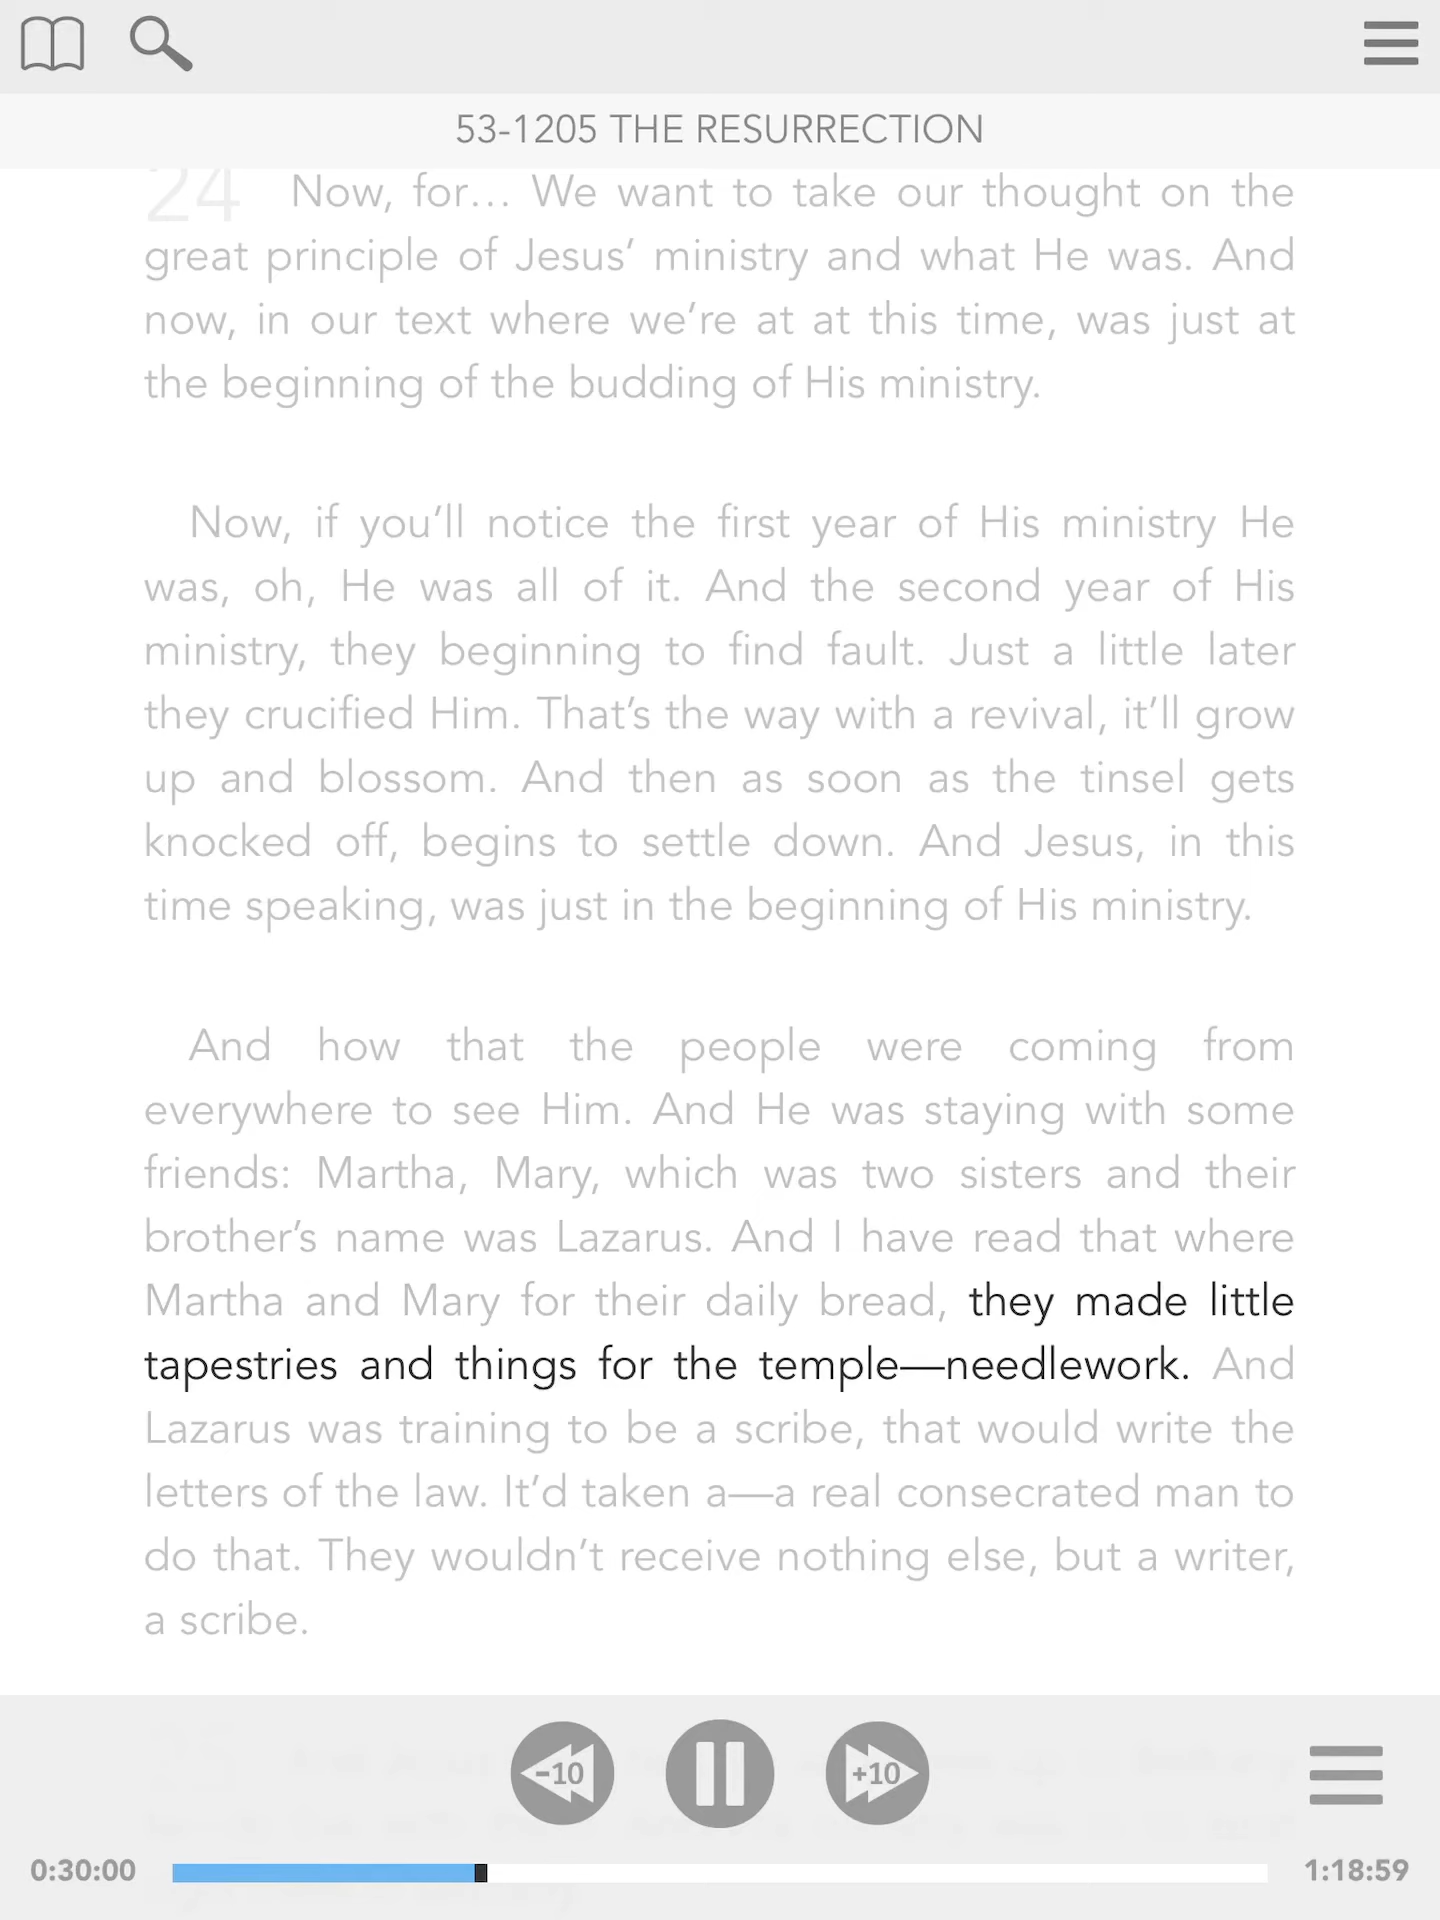 53-1205 THE RESURRECTION
24 Now, for… We want to take our thought on the
great principle of Jesus’ ministry and what He was. And
now, in our text where we’re at at this time, was just at
the beginning of the budding of His ministry.
Now, if you’ll notice the first year of His ministry He
was, oh, He was all of it. And the second year of His
ministry, they beginning to find fault. Just a little later
they crucified Him. That’s the way with a revival, it’ll grow
up and blossom. And then as soon as the tinsel gets
knocked off, begins to settle down. And Jesus, in this
time speaking, was just in the beginning of His ministry.
And how that the people were coming from
everywhere to see Him. And He was staying with some
friends: Martha, Mary, which was two sisters and their
brother’s name was Lazarus. And I have read that where
Martha and Mary for their daily bread, they made little
tapestries and things for the temple—needlework. And
Lazarus was training to be a scribe, that would write the
letters of the law. It’d taken a—a real consecrated man to
do that. They wouldn’t receive nothing else, but a writer,
a scribe.
-10 +10
0:30:00 1:18:59